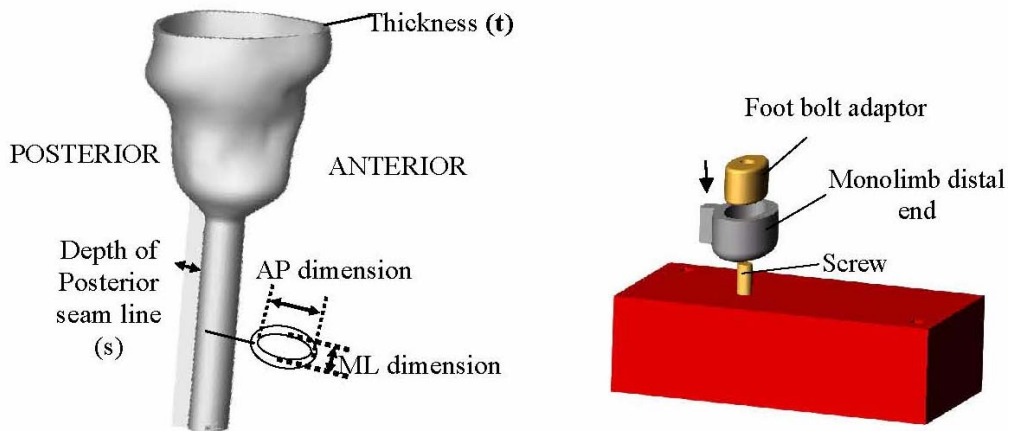 Thickness (t)
POSTERIOR
ANTERIOR
Depth of
Posterior
seam line
(s)
AP dimension
ML dimension
Foot bolt adaptor
Monolimb distal
end
Screw